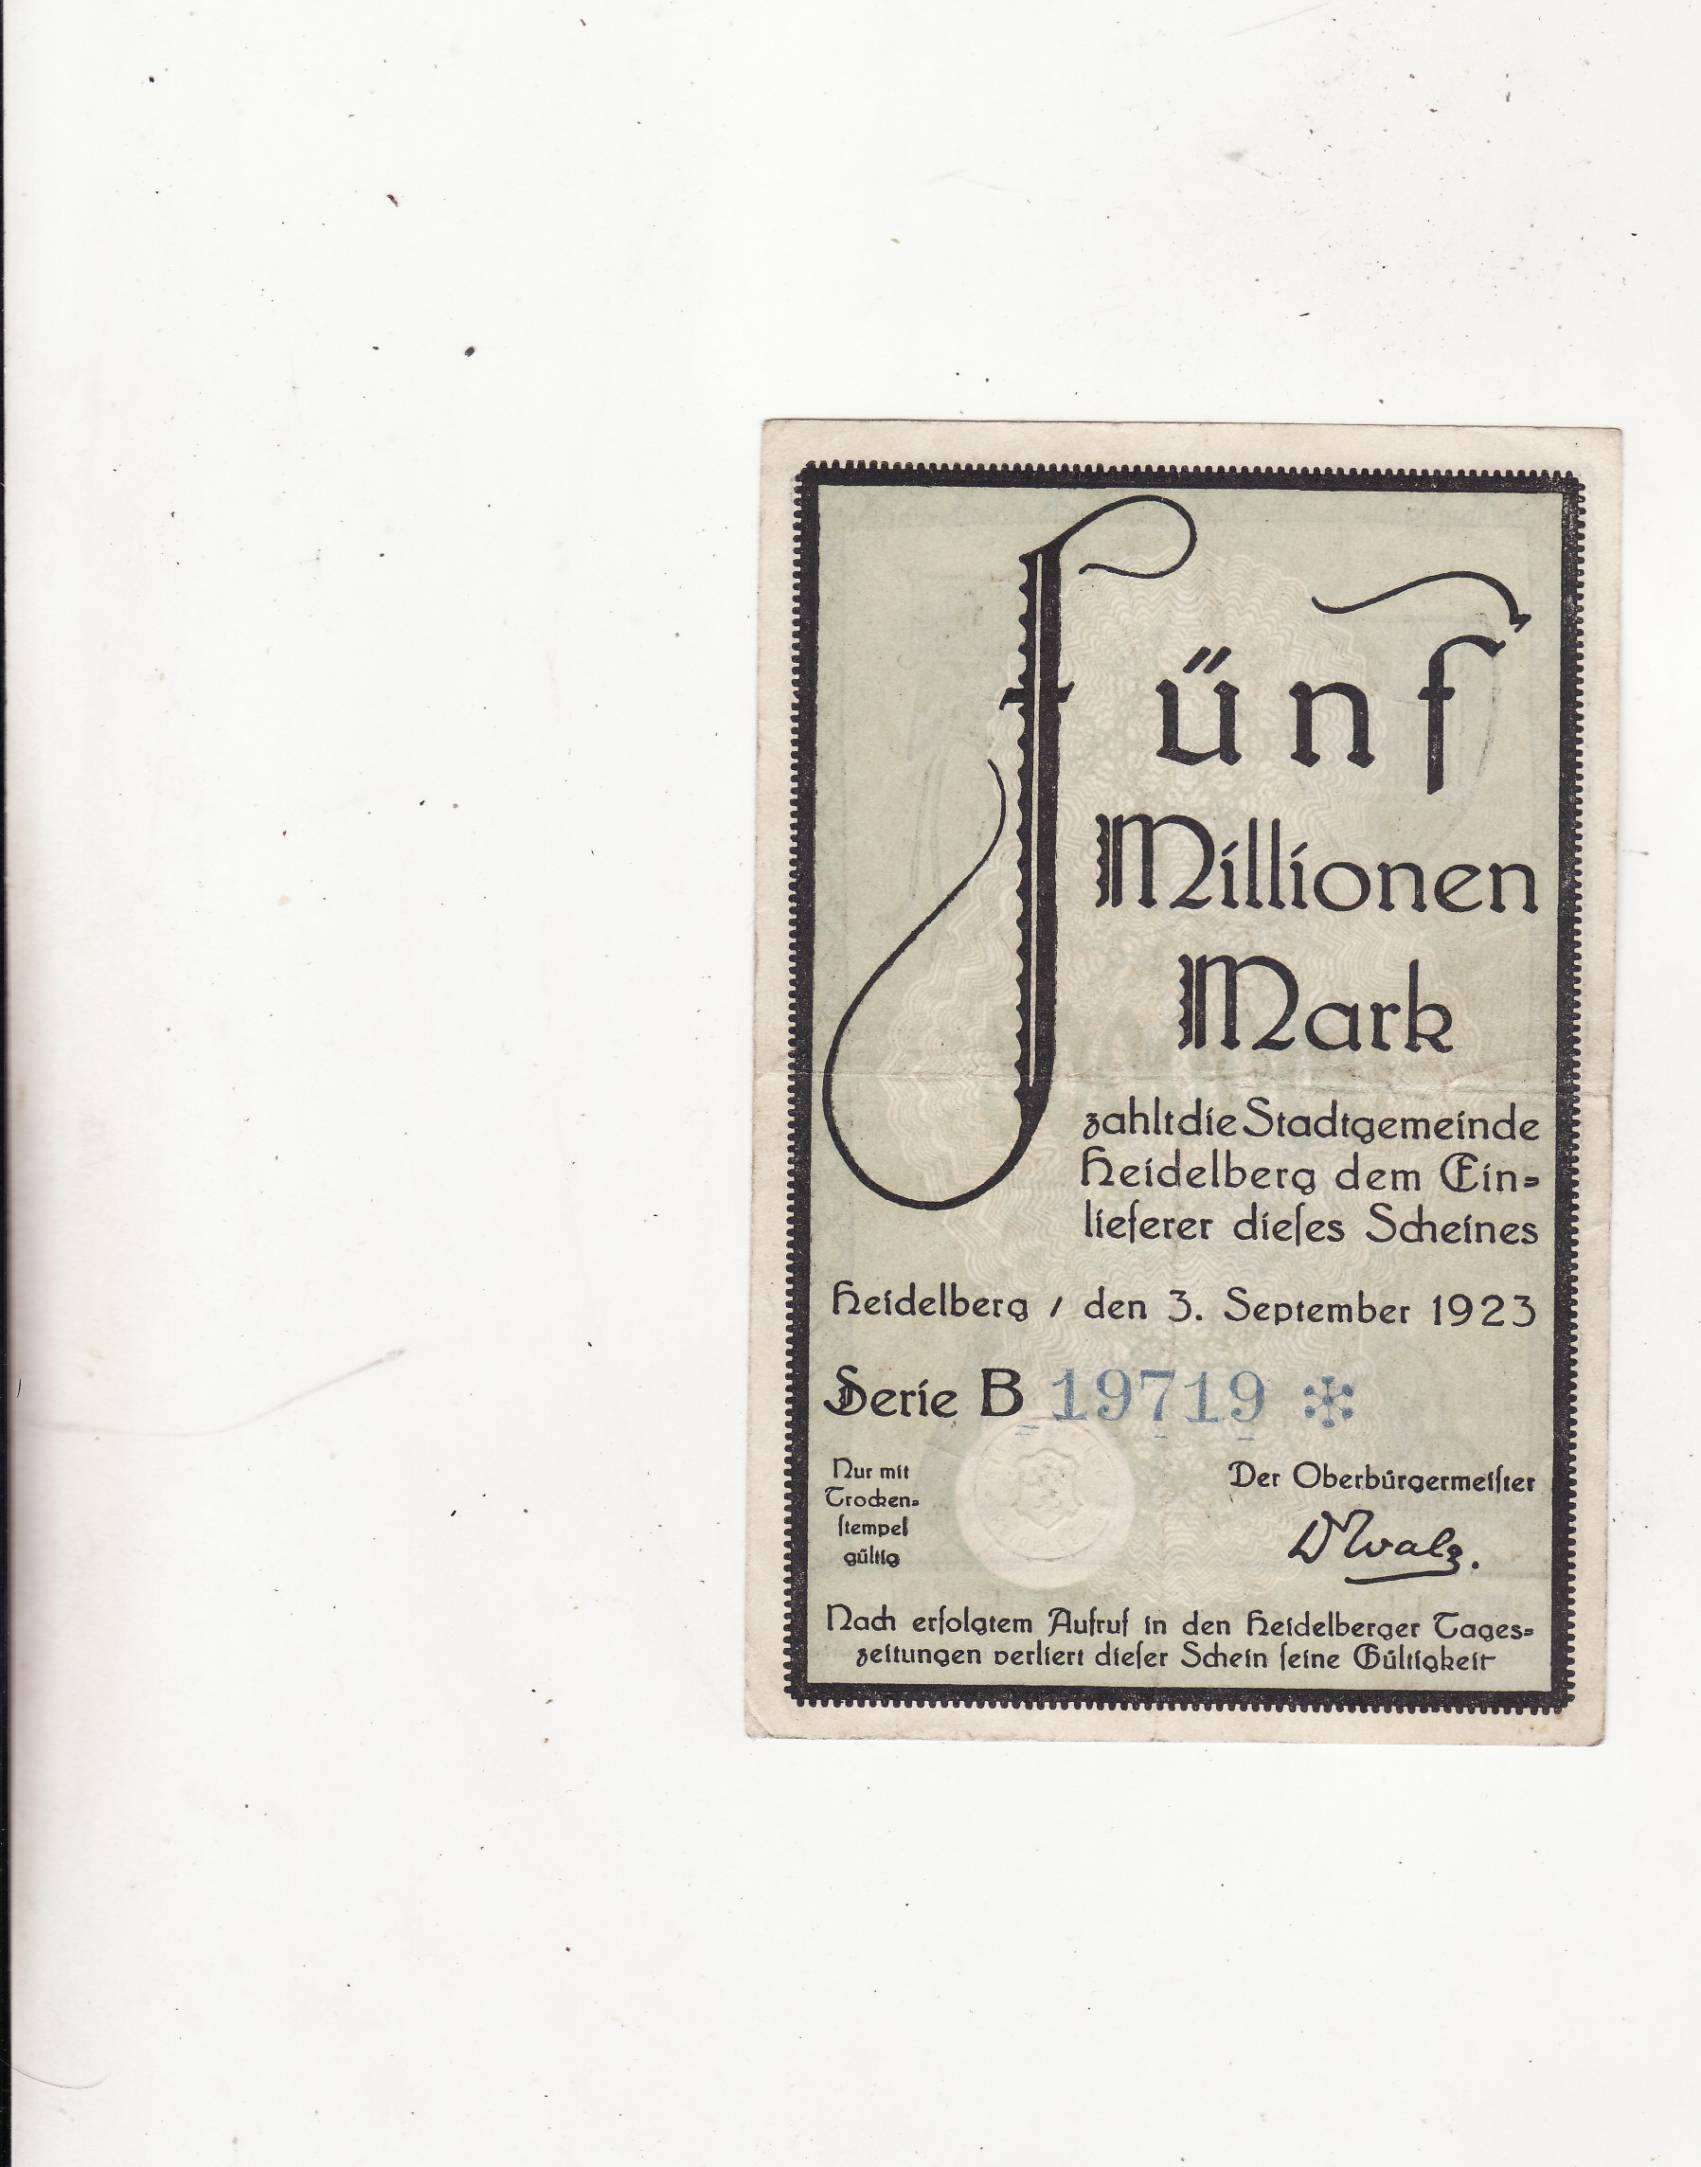 Fünf
Millionen
Mark
zahlt die Stadtgemeinde
Heidelberg dem Ein=
lieferer dieſes Scheines
Heidelberg / den 3. September 1923
Serie B 19719 *
Nur mit
Trocken=
ſtempel
gültig
Der Oberbürgermeiſter
Walz.
Nach erfolgtem Aufruf in den Heidelberger Tages=
zeitungen verliert dieſer Schein ſeine Gültigkeit